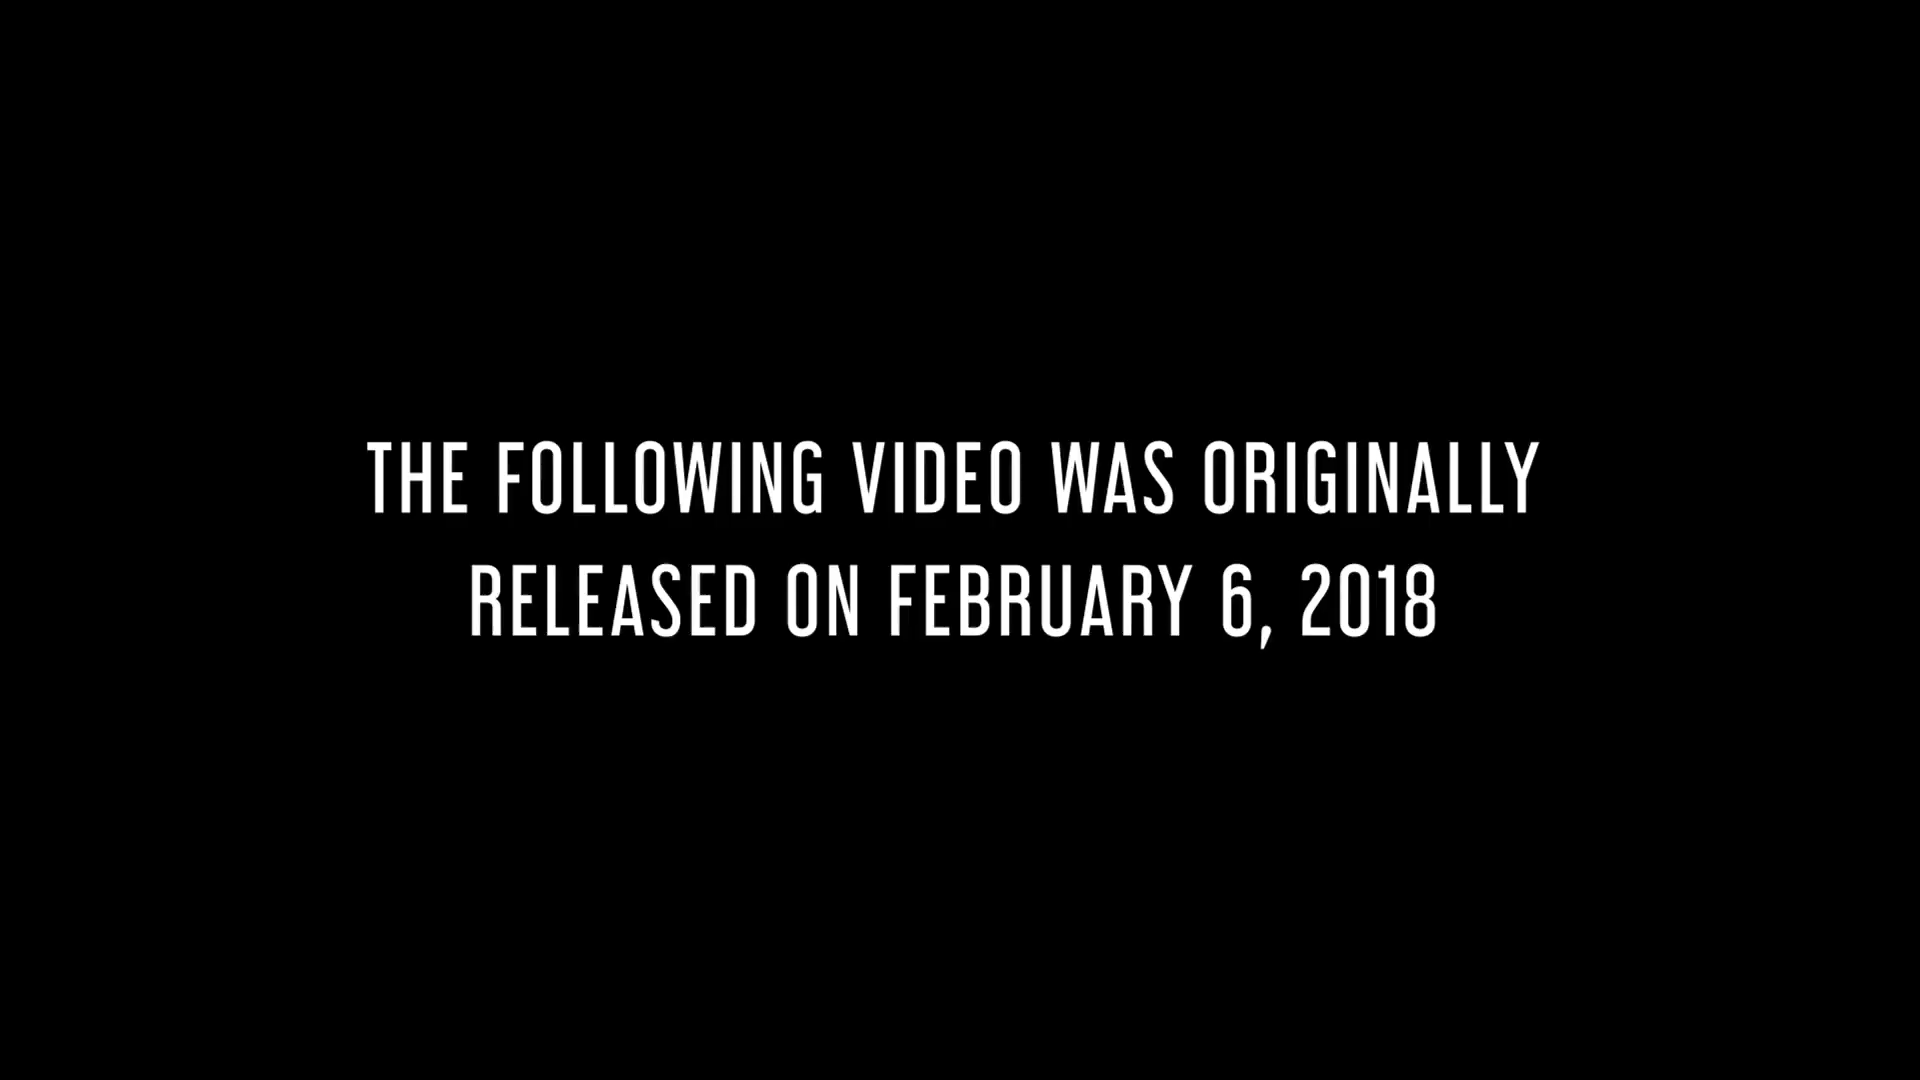 THE FOLLOWING VIDEO WAS ORIGINALLY
RELEASED ON FEBRUARY 6, 2018